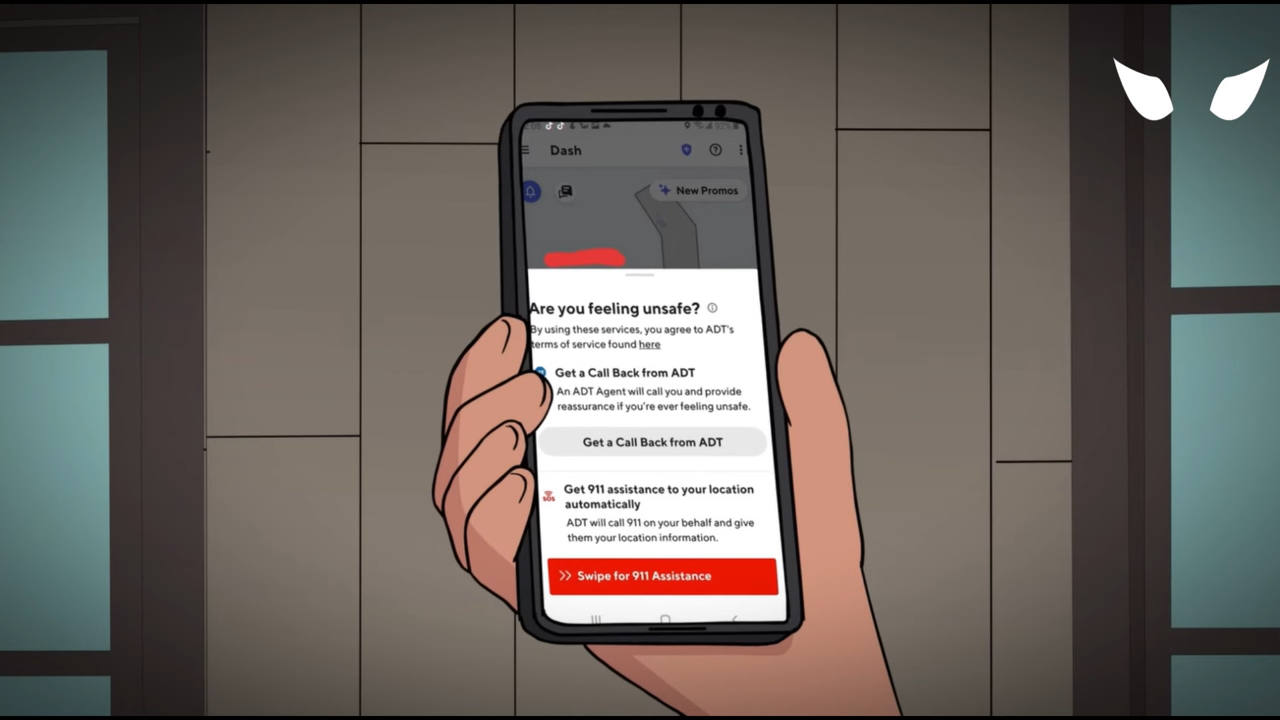 Dash
New Promos
Are you feeling unsafe?
By using these services, you agree to ADT's
terms of service found here
Get a Call Back from ADT
An ADT Agent will call you and provide
reassurance if you're ever feeling unsafe.
Get a Call Back from ADT
SOS
Get 911 assistance to your location
automatically
ADT will call 911 on your behalf and give
them your location information.
Swipe for 911 Assistance